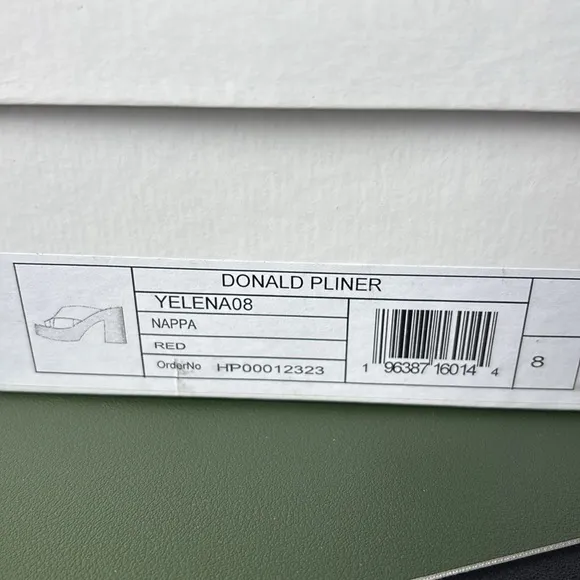 DONALD PLINER
YELENA08
NAPPA
RED
OrderNo HP00012323
1 96387 16014 4
8